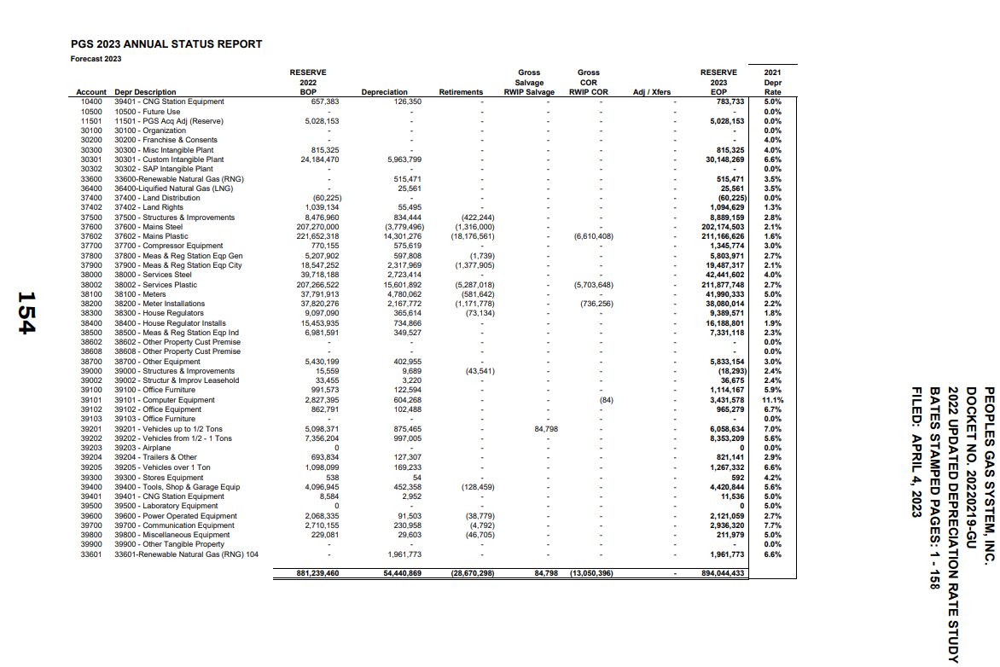 PGS 2023 ANNUAL STATUS REPORT
Forecast 2023
RESERVE Gross Gross RESERVE 2021
2022 Salvage COR 2023 Depr
Account Depr Description BOP Depreciation Retirements RWIP Salvage RWIP COR Adj / Xfers EOP Rate
10400 39401 - CNG Station Equipment 657,383 126,350 - - - - 783,733 5.0%
10500 10500 - Future Use - - - - - - - 0.0%
11501 11501 - PGS Acq Adj (Reserve) 5,028,153 - - - - - 5,028,153 0.0%
30100 30100 - Organization - - - - - - - 0.0%
30200 30200 - Franchise & Consents - - - - - - - 4.0%
30300 30300 - Misc Intangible Plant 815,325 - - - - - 815,325 4.0%
30301 30301 - Custom Intangible Plant 24,184,470 5,963,799 - - - - 30,148,269 6.6%
30302 30302 - SAP Intangible Plant - - - - - - - 0.0%
33600 33600-Renewable Natural Gas (RNG) - 515,471 - - - - 515,471 3.5%
36400 36400-Liquified Natural Gas (LNG) - 25,561 - - - - 25,561 3.5%
37400 37400 - Land Distribution (60,225) - - - - - (60,225) 0.0%
37402 37402 - Land Rights 1,039,134 55,495 - - - - 1,094,629 1.3%
37500 37500 - Structures & Improvements 8,476,960 834,444 (422,244) - - - 8,889,159 2.8%
37600 37600 - Mains Steel 207,270,000 (3,779,496) (1,316,000) - - - 202,174,503 2.1%
37602 37602 - Mains Plastic 221,652,318 14,301,276 (18,176,561) - (6,610,408) - 211,166,626 1.6%
37700 37700 - Compressor Equipment 770,155 575,619 - - - - 1,345,774 3.0%
37800 37800 - Meas & Reg Station Eqp Gen 5,207,902 597,808 (1,739) - - - 5,803,971 2.7%
37900 37900 - Meas & Reg Station Eqp City 18,547,252 2,317,969 (1,377,905) - - - 19,487,317 2.1%
38000 38000 - Services Steel 39,718,188 2,723,414 - - - - 42,441,602 4.0%
38002 38002 - Services Plastic 207,266,522 15,601,892 (5,287,018) - (5,703,648) - 211,877,748 2.7%
38100 38100 - Meters 37,791,913 4,780,062 (581,642) - - - 41,990,333 5.0%
38200 38200 - Meter Installations 37,820,276 2,167,772 (1,171,778) - (736,256) - 38,080,014 2.2%
38300 38300 - House Regulators 9,097,090 365,614 (73,134) - - - 9,389,571 1.8%
38400 38400 - House Regulator Installs 15,453,935 734,866 - - - - 16,188,801 1.9%
38500 38500 - Meas & Reg Station Eqp Ind 6,981,591 349,527 - - - - 7,331,118 2.3%
38602 38602 - Other Property Cust Premise - - - - - - - 0.0%
38608 38608 - Other Property Cust Premise - - - - - - - 0.0%
38700 38700 - Other Equipment 5,430,199 402,955 - - - - 5,833,154 3.0%
39000 39000 - Structures & Improvements 15,559 9,689 (43,541) - - - (18,293) 2.4%
39002 39002 - Structur & Improv Leasehold 33,455 3,220 - - - - 36,675 2.4%
39100 39100 - Office Furniture 991,573 122,594 - - - - 1,114,167 5.9%
39101 39101 - Computer Equipment 2,827,395 604,268 - - (84) - 3,431,578 11.1%
39102 39102 - Office Equipment 862,791 102,488 - - - - 965,279 6.7%
39103 39103 - Office Furniture - - - - - - - 0.0%
39201 39201 - Vehicles up to 1/2 Tons 5,098,371 875,465 - 84,798 - - 6,058,634 7.0%
39202 39202 - Vehicles from 1/2 - 1 Tons 7,356,204 997,005 - - - - 8,353,209 5.6%
39203 39203 - Airplane 0 - - - - - 0 0.0%
39204 39204 - Trailers & Other 693,834 127,307 - - - - 821,141 2.9%
39205 39205 - Vehicles over 1 Ton 1,098,099 169,233 - - - - 1,267,332 6.6%
39300 39300 - Stores Equipment 538 54 - - - - 592 4.2%
39400 39400 - Tools, Shop & Garage Equip 4,096,945 452,358 (128,459) - - - 4,420,844 5.6%
39401 39401 - CNG Station Equipment 8,584 2,952 - - - - 11,536 5.0%
39500 39500 - Laboratory Equipment 0 - - - - - 0 5.0%
39600 39600 - Power Operated Equipment 2,068,335 91,503 (38,779) - - - 2,121,059 2.7%
39700 39700 - Communication Equipment 2,710,155 230,958 (4,792) - - - 2,936,320 7.7%
39800 39800 - Miscellaneous Equipment 229,081 29,603 (46,705) - - - 211,979 5.0%
39900 39900 - Other Tangible Property - - - - - - - 0.0%
33601 33601-Renewable Natural Gas (RNG) 104 - 1,961,773 - - - - 1,961,773 6.6%
881,239,460 54,440,869 (28,670,298) 84,798 (13,050,396) - 894,044,433
154
PEOPLES GAS SYSTEM, INC.
DOCKET NO. 20220219-GU
2022 UPDATED DEPRECIATION RATE STUDY
BATES STAMPED PAGES: 1 - 158
FILED: APRIL 4, 2023